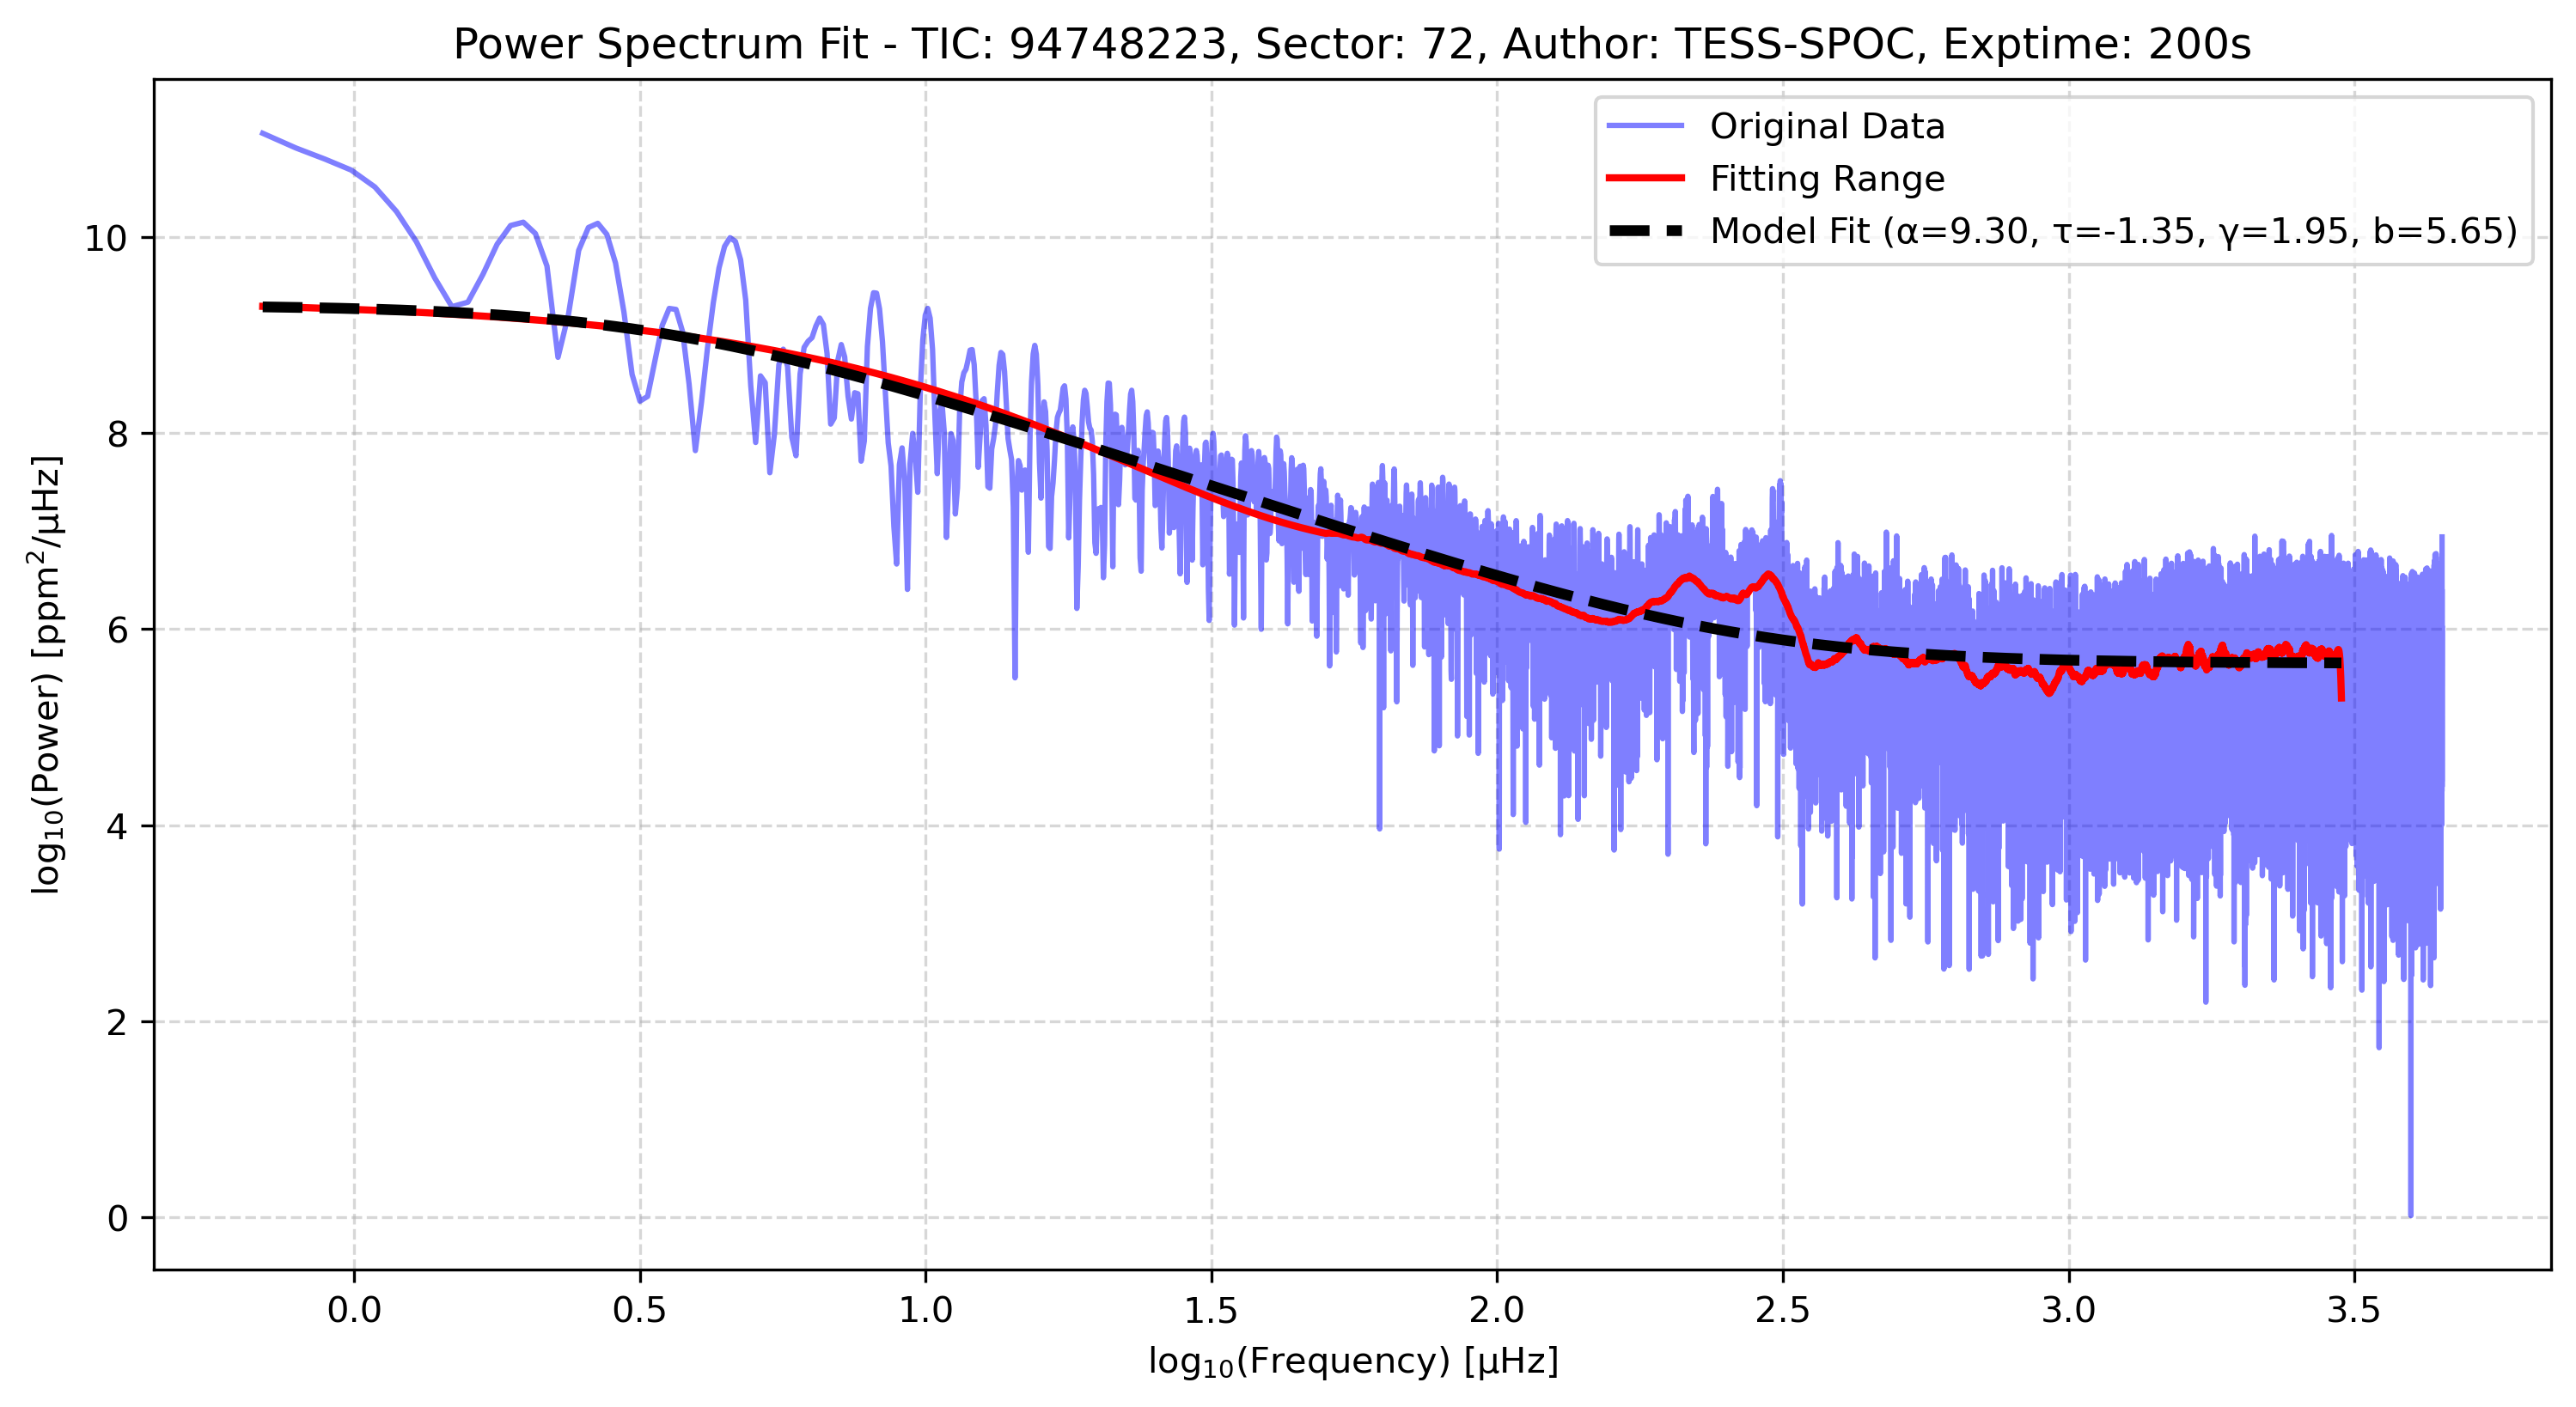 Power Spectrum Fit - TIC: 94748223, Sector: 72, Author: TESS-SPOC, Exptime: 200s
Original Data
Fitting Range
Model Fit (α=9.30, τ=-1.35, γ=1.95, b=5.65)
log₁₀(Power) [ppm²/μHz]
10
8
6
4
2
0
0.0 0.5 1.0 1.5 2.0 2.5 3.0 3.5
log₁₀(Frequency) [μHz]